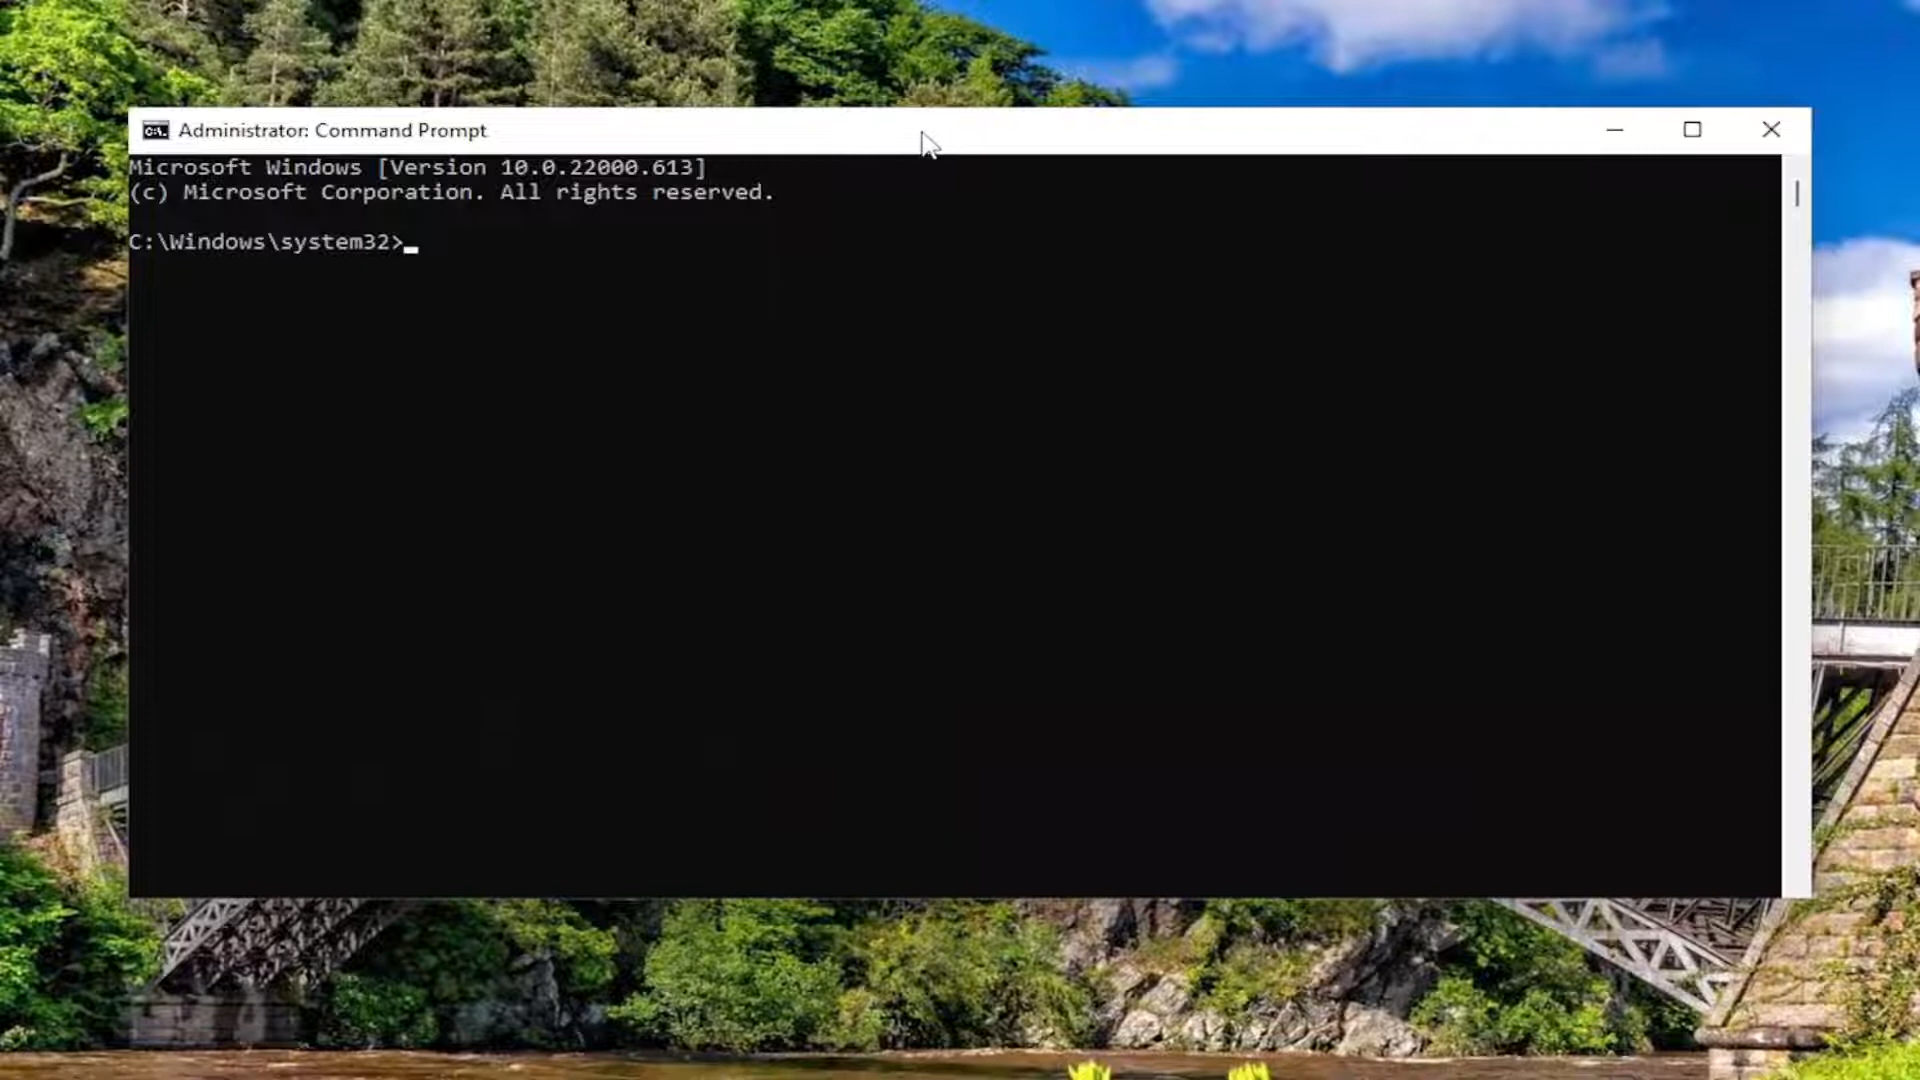 Administrator: Command Prompt
Microsoft Windows [Version 10.0.22000.613]
(c) Microsoft Corporation. All rights reserved.
C:\Windows\system32>